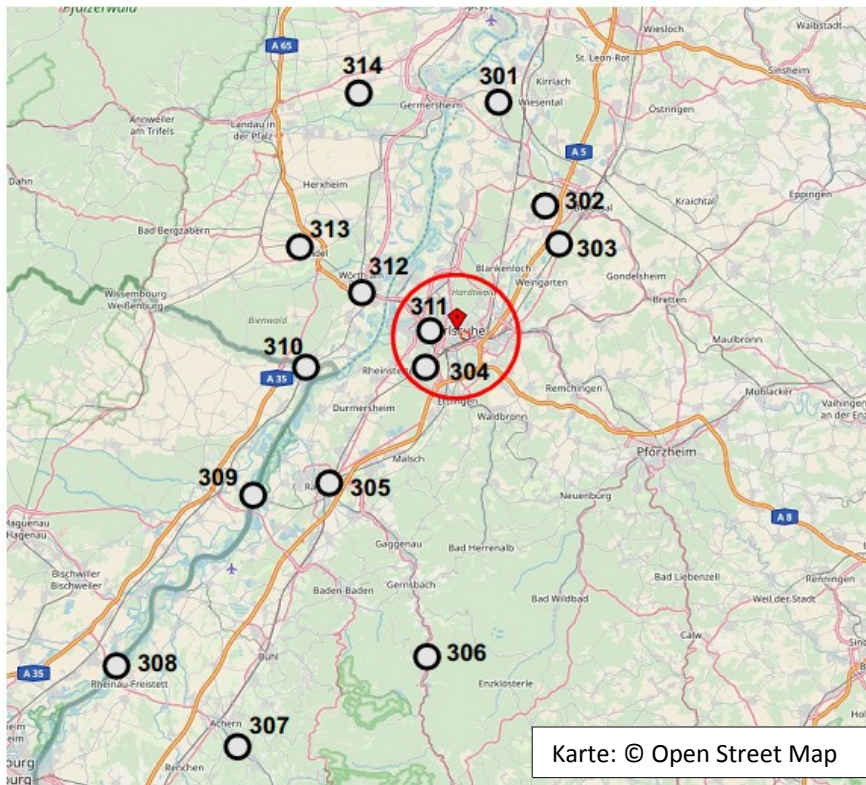 Pfälzerwald
A 65
314
301
Kirrlach
St. Leon-Rot
Wiesloch
Waibstadt
Sinsheim
Wiesental
Germersheim
Östringen
Annweiler
am Trifels
Landau in
der Pfalz
A 5
Dahn
Herxheim
302
Kraichtal
Eppingen
Bad Bergzabern
313
303
Wörth
312
Blankenloch
Gondelsheim
Weingarten
Wissembourg
Weißenburg
Hardtwald
Bretten
Bienwald
311
Maulbronn
310
A 35
304
Remchingen
Mühlacker
Durmersheim
Ettlingen
Waldbronn
Malsch
Pforzheim
309
305
Neuenburg
Haguenau
Hagenau
A 8
Gaggenau
Bad Herrenalb
Bischwiller
Bischweiler
Baden-Baden
Gernsbach
Bad Wildbad
Bad Liebenzell
Renningen
Weil der Stadt
Calw
308
306
A 35
Rheinau-Freistett
Bühl
Enzklösterle
307
Achern
Renchen
Karte: © Open Street Map